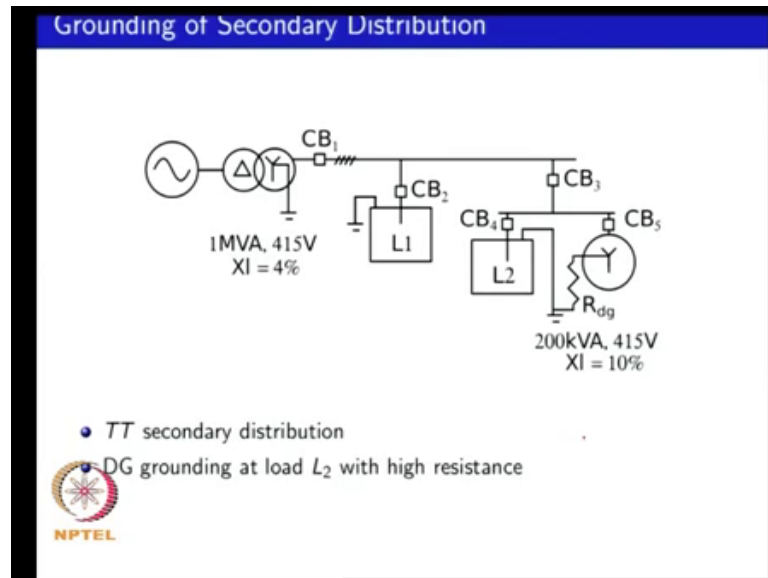 Grounding of Secondary Distribution
CB₁
CB₂
CB₃
CB₄
CB₅
L1
L2
R_dg
1MVA, 415V
Xl = 4%
200kVA, 415V
Xl = 10%
TT secondary distribution
DG grounding at load L₂ with high resistance
NPTEL